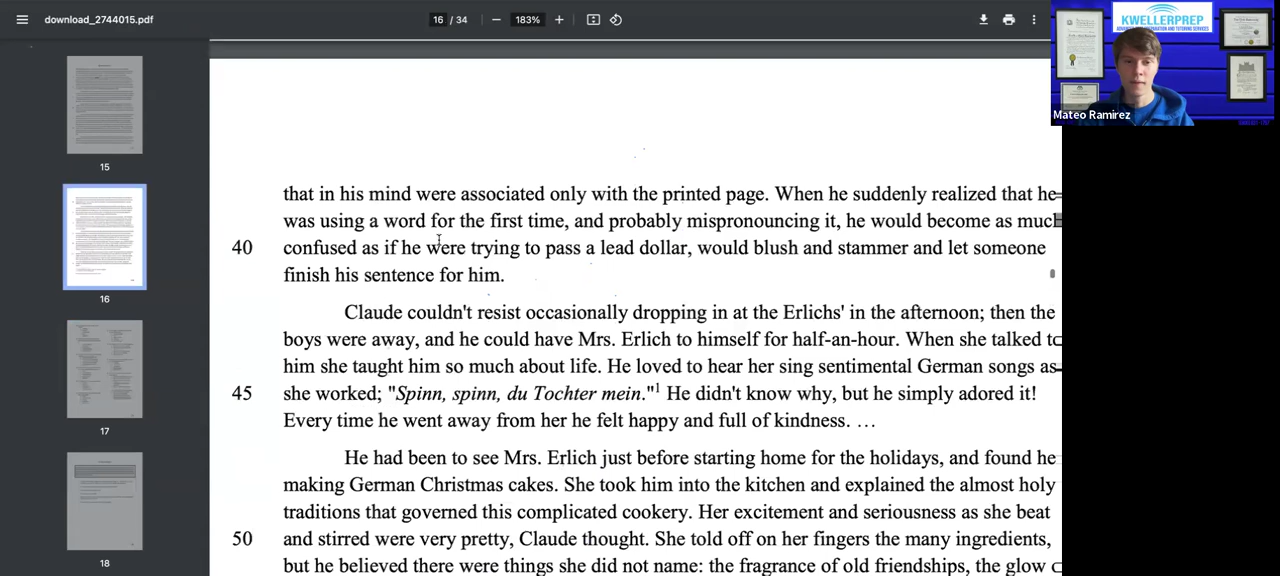 download_2744015.pdf
16 / 34
183%
KWELLERPREP
Mateo Ramirez
15
16
17
18
that in his mind were associated only with the printed page. When he suddenly realized that he
was using a word for the first time, and probably mispronouncing it, he would become as much
40 confused as if he were trying to pass a lead dollar, would blush and stammer and let someone
finish his sentence for him.
Claude couldn't resist occasionally dropping in at the Erlichs' in the afternoon; then the
boys were away, and he could have Mrs. Erlich to himself for half-an-hour. When she talked to
him she taught him so much about life. He loved to hear her sing sentimental German songs as
45 she worked; "Spinn, spinn, du Tochter mein."1 He didn't know why, but he simply adored it!
Every time he went away from her he felt happy and full of kindness. …
He had been to see Mrs. Erlich just before starting home for the holidays, and found he
making German Christmas cakes. She took him into the kitchen and explained the almost holy
traditions that governed this complicated cookery. Her excitement and seriousness as she beat
50 and stirred were very pretty, Claude thought. She told off on her fingers the many ingredients,
but he believed there were things she did not name: the fragrance of old friendships, the glow